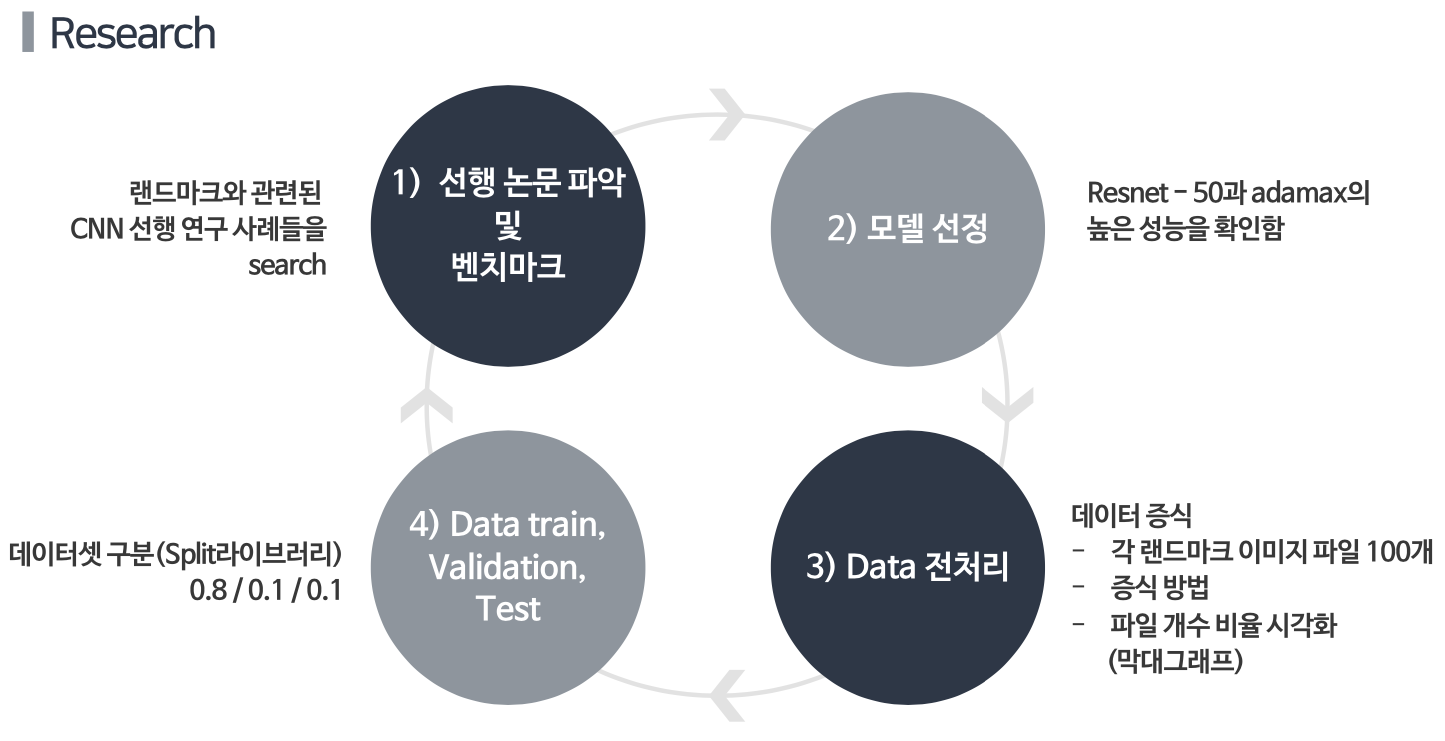 Research
랜드마크와 관련된
CNN 선행 연구 사례들을
search
1) 선행 논문 파악
및
벤치마크
2) 모델 선정
Resnet – 50과 adamax의
높은 성능을 확인함
3) Data 전처리
데이터 증식
- 각 랜드마크 이미지 파일 100개
- 증식 방법
- 파일 개수 비율 시각화
(막대그래프)
4) Data train,
Validation,
Test
데이터셋 구분(Split라이브러리)
0.8 / 0.1 / 0.1